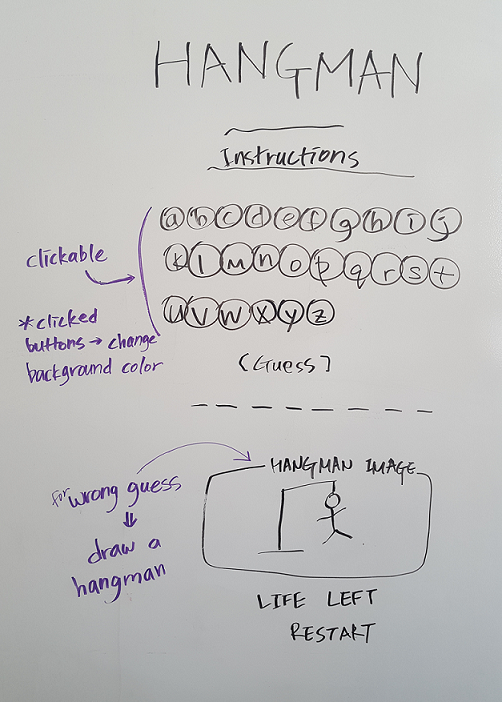 HANGMAN
Instructions
a b c d e f g h i j
k l m n o p q r s t
u v w x y z
clickable
*clicked
buttons → change
background color
(Guess]
HANGMAN IMAGE
for wrong guess
draw a
hangman
LIFE LEFT
RESTART